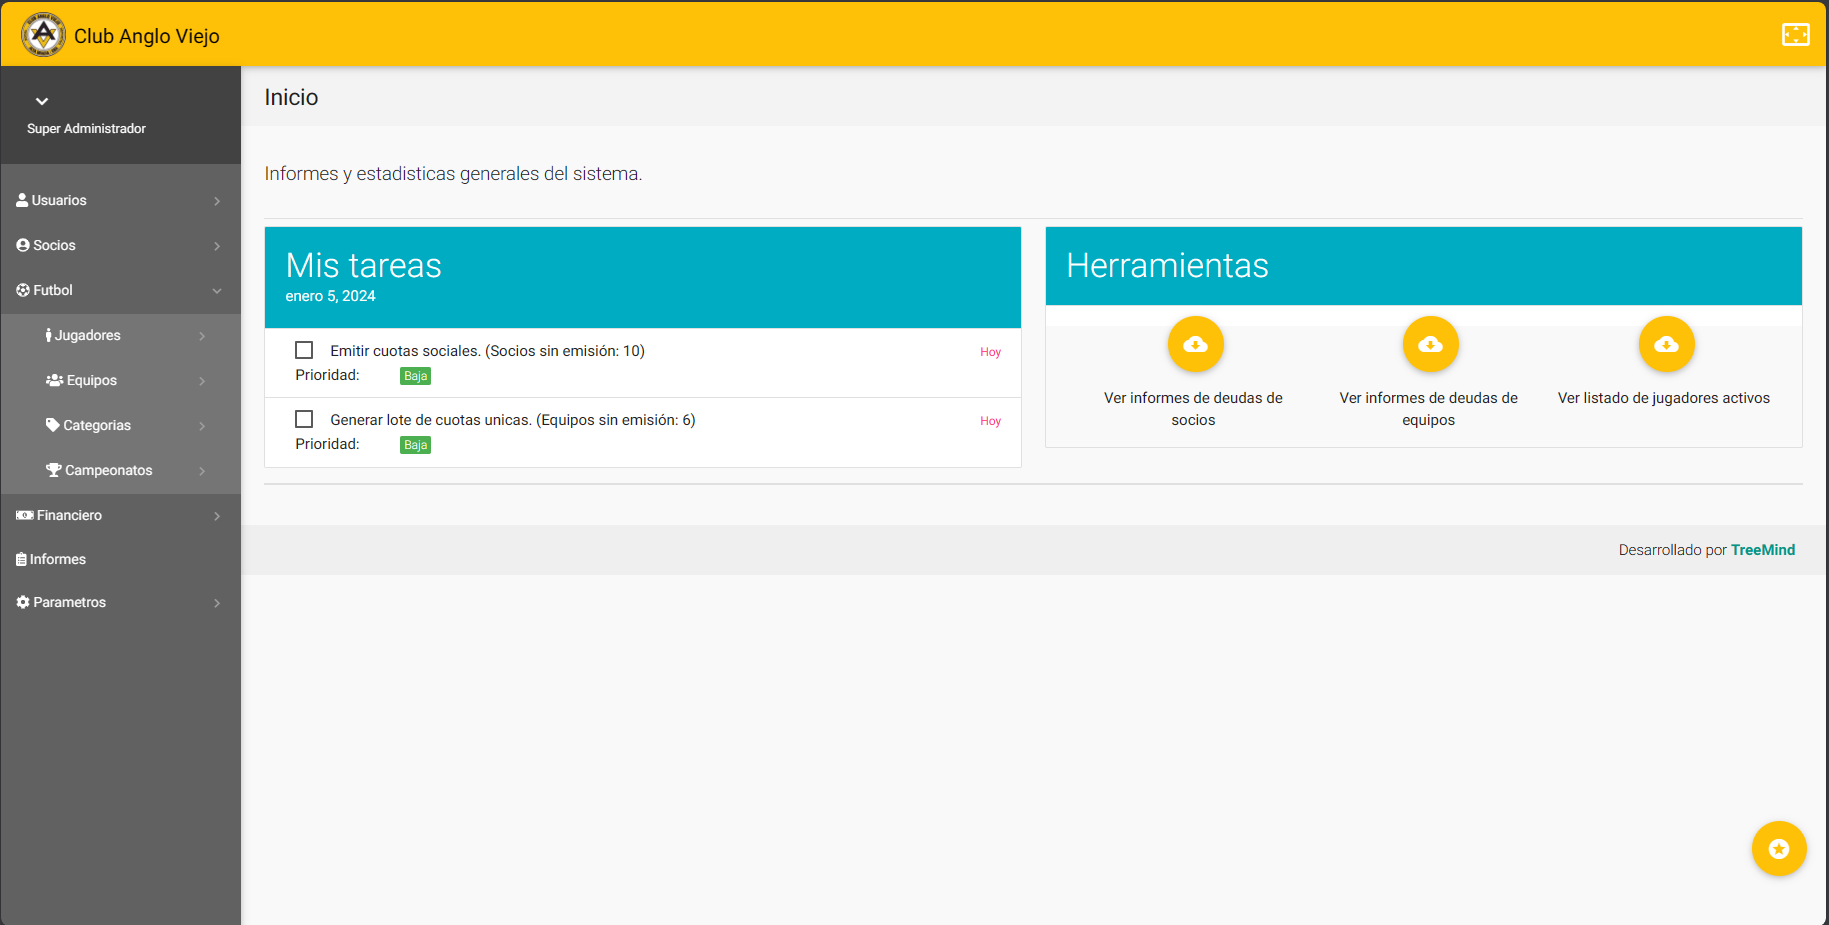 Club Anglo Viejo
Super Administrador
Usuarios
Socios
Futbol
Jugadores
Equipos
Categorias
Campeonatos
Financiero
Informes
Parametros
Inicio
Informes y estadisticas generales del sistema.
Mis tareas
enero 5, 2024
Emitir cuotas sociales. (Socios sin emisión: 10)
Hoy
Prioridad:
Baja
Generar lote de cuotas unicas. (Equipos sin emisión: 6)
Hoy
Prioridad:
Baja
Herramientas
Ver informes de deudas de
socios
Ver informes de deudas de
equipos
Ver listado de jugadores activos
Desarrollado por TreeMind